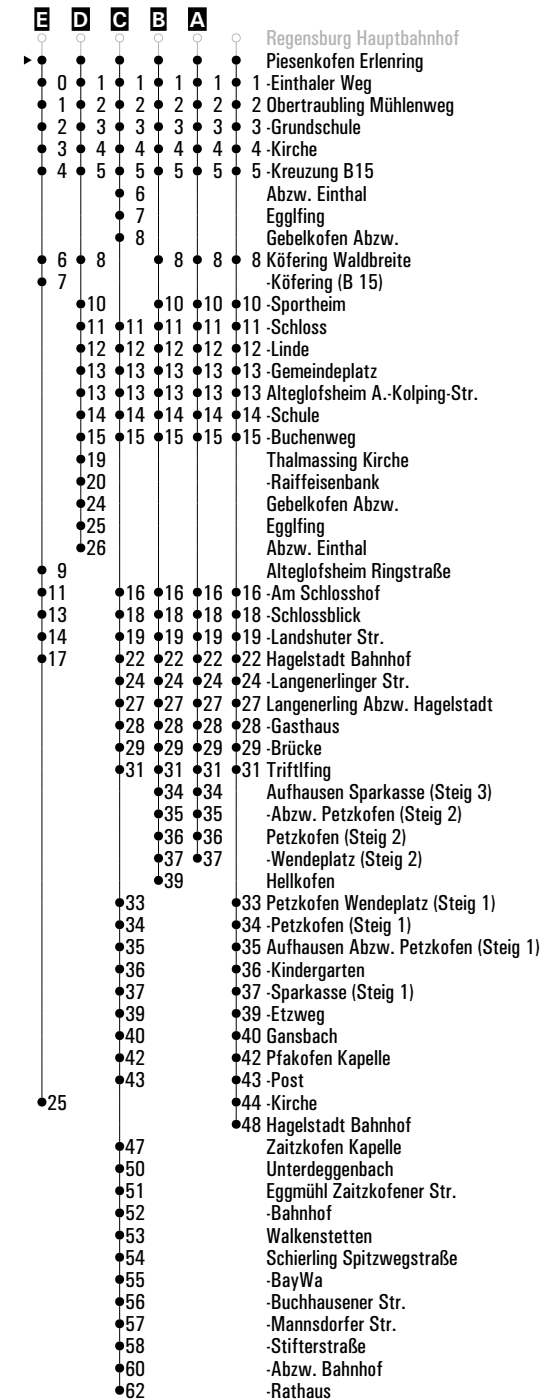 E D C B A
Regensburg Hauptbahnhof
Piesenkofen Erlenring
0 1 1 1 1 1 -Einthaler Weg
1 2 2 2 2 2 Obertraubling Mühlenweg
2 3 3 3 3 3 -Grundschule
3 4 4 4 4 4 -Kirche
4 5 5 5 5 5 -Kreuzung B15
6 Abzw. Einthal
7 Egglfing
8 Gebelkofen Abzw.
6 8 8 8 8 Köfering Waldbreite
7 -Köfering (B 15)
10 10 10 10 -Sportheim
11 11 11 11 11 -Schloss
12 12 12 12 12 -Linde
13 13 13 13 13 -Gemeindeplatz
13 13 13 13 13 Alteglofsheim A.-Kolping-Str.
14 14 14 14 14 -Schule
15 15 15 15 15 -Buchenweg
19 Thalmassing Kirche
20 -Raiffeisenbank
24 Gebelkofen Abzw.
25 Egglfing
26 Abzw. Einthal
9 Alteglofsheim Ringstraße
11 16 16 16 16 -Am Schlosshof
13 18 18 18 18 -Schlossblick
14 19 19 19 19 -Landshuter Str.
17 22 22 22 22 Hagelstadt Bahnhof
24 24 24 24 -Langenerlinger Str.
27 27 27 27 Langenerling Abzw. Hagelstadt
28 28 28 28 -Gasthaus
29 29 29 29 -Brücke
31 31 31 31 Triftlfing
34 34 Aufhausen Sparkasse (Steig 3)
35 35 -Abzw. Petzkofen (Steig 2)
36 36 Petzkofen (Steig 2)
37 37 -Wendeplatz (Steig 2)
39 Hellkofen
33 33 Petzkofen Wendeplatz (Steig 1)
34 34 -Petzkofen (Steig 1)
35 35 Aufhausen Abzw. Petzkofen (Steig 1)
36 36 -Kindergarten
37 37 -Sparkasse (Steig 1)
39 39 -Etzweg
40 40 Gansbach
42 42 Pfakofen Kapelle
43 43 -Post
25 44 -Kirche
48 Hagelstadt Bahnhof
47 Zaitzkofen Kapelle
50 Unterdeggenbach
51 Eggmühl Zaitzkofener Str.
52 -Bahnhof
53 Walkenstetten
54 Schierling Spitzwegstraße
55 -BayWa
56 -Buchhausener Str.
57 -Mannsdorfer Str.
58 -Stifterstraße
60 -Abzw. Bahnhof
62 -Rathaus